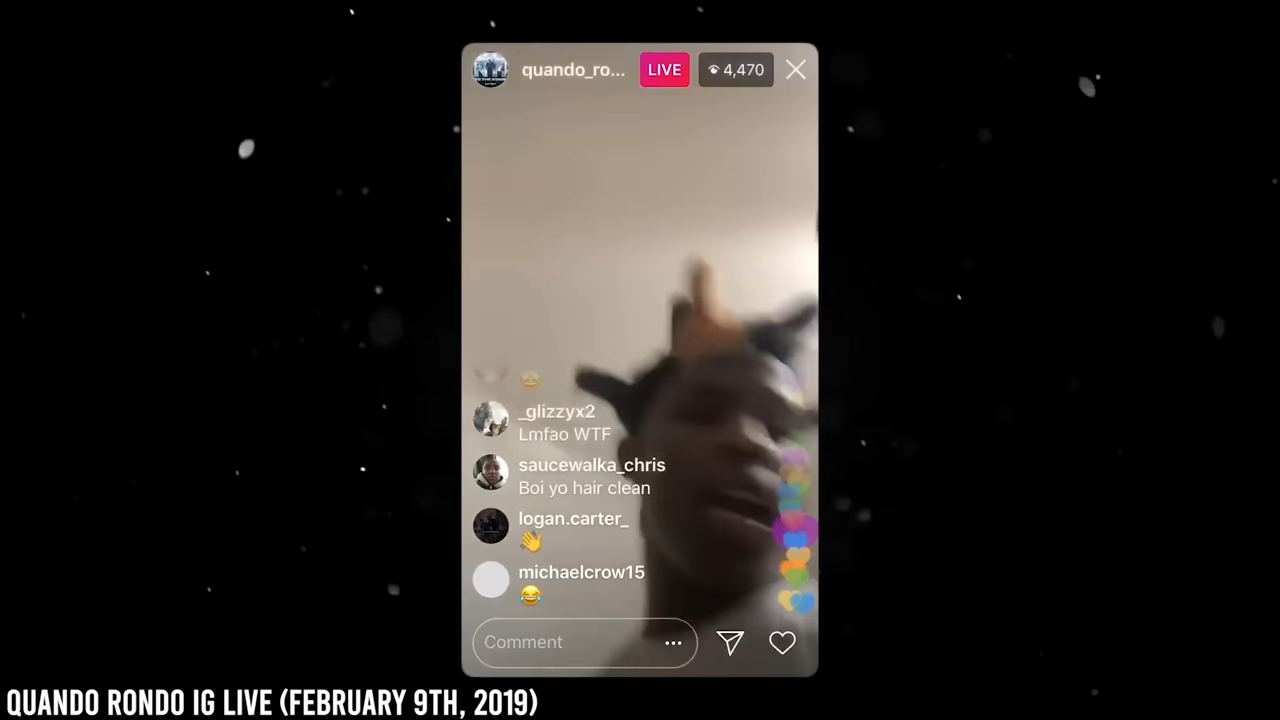 quando_ro...
LIVE
4,470
_glizzyx2
Lmfao WTF
saucewalka_chris
Boi yo hair clean
logan.carter_
👋
michaelcrow15
😂
Comment
QUANDO RONDO IG LIVE (FEBRUARY 9TH, 2019)